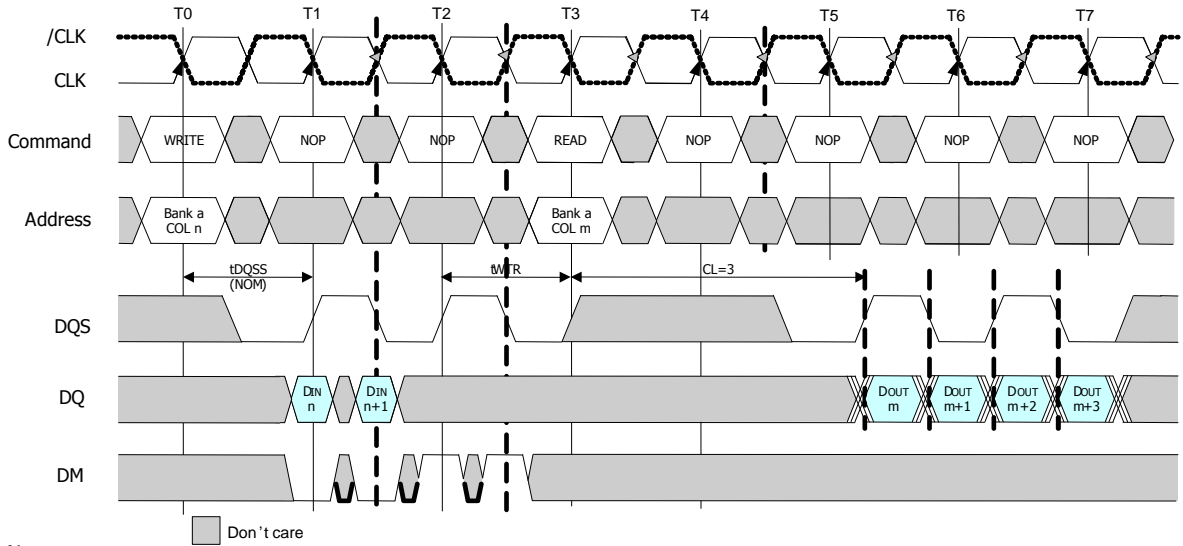 T0 T1 T2 T3 T4 T5 T6 T7
/CLK
CLK
Command WRITE NOP NOP READ NOP NOP NOP NOP
Address Bank a COL n Bank a COL m
tDQSS (NOM) tWTR CL=3
DQS
DQ DIN n DIN n+1 DOUT m DOUT m+1 DOUT m+2 DOUT m+3
DM
Don't care